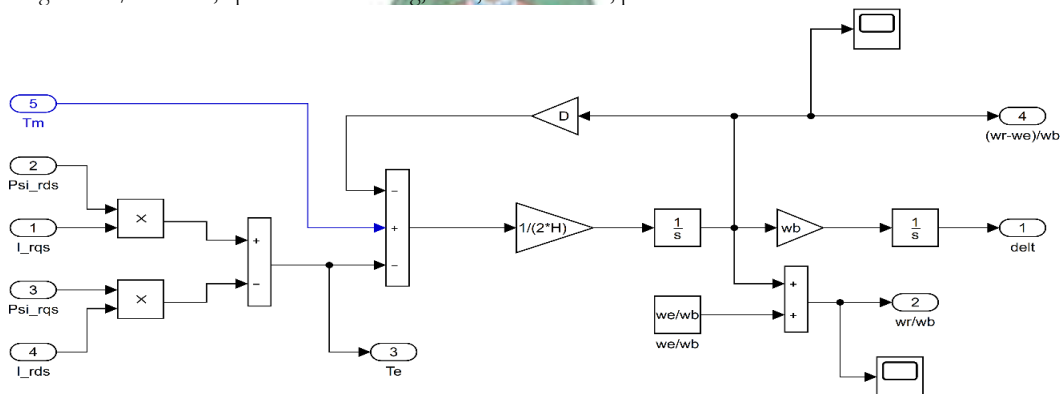 5
Tm
2
Psi_rds
1
I_rqs
3
Psi_rqs
4
I_rds
×
×
+
−
−
+
−
D
1/(2*H)
1
s
wb
1
s
we/wb
we/wb
+
+
4
(wr-we)/wb
1
delt
2
wr/wb
3
Te